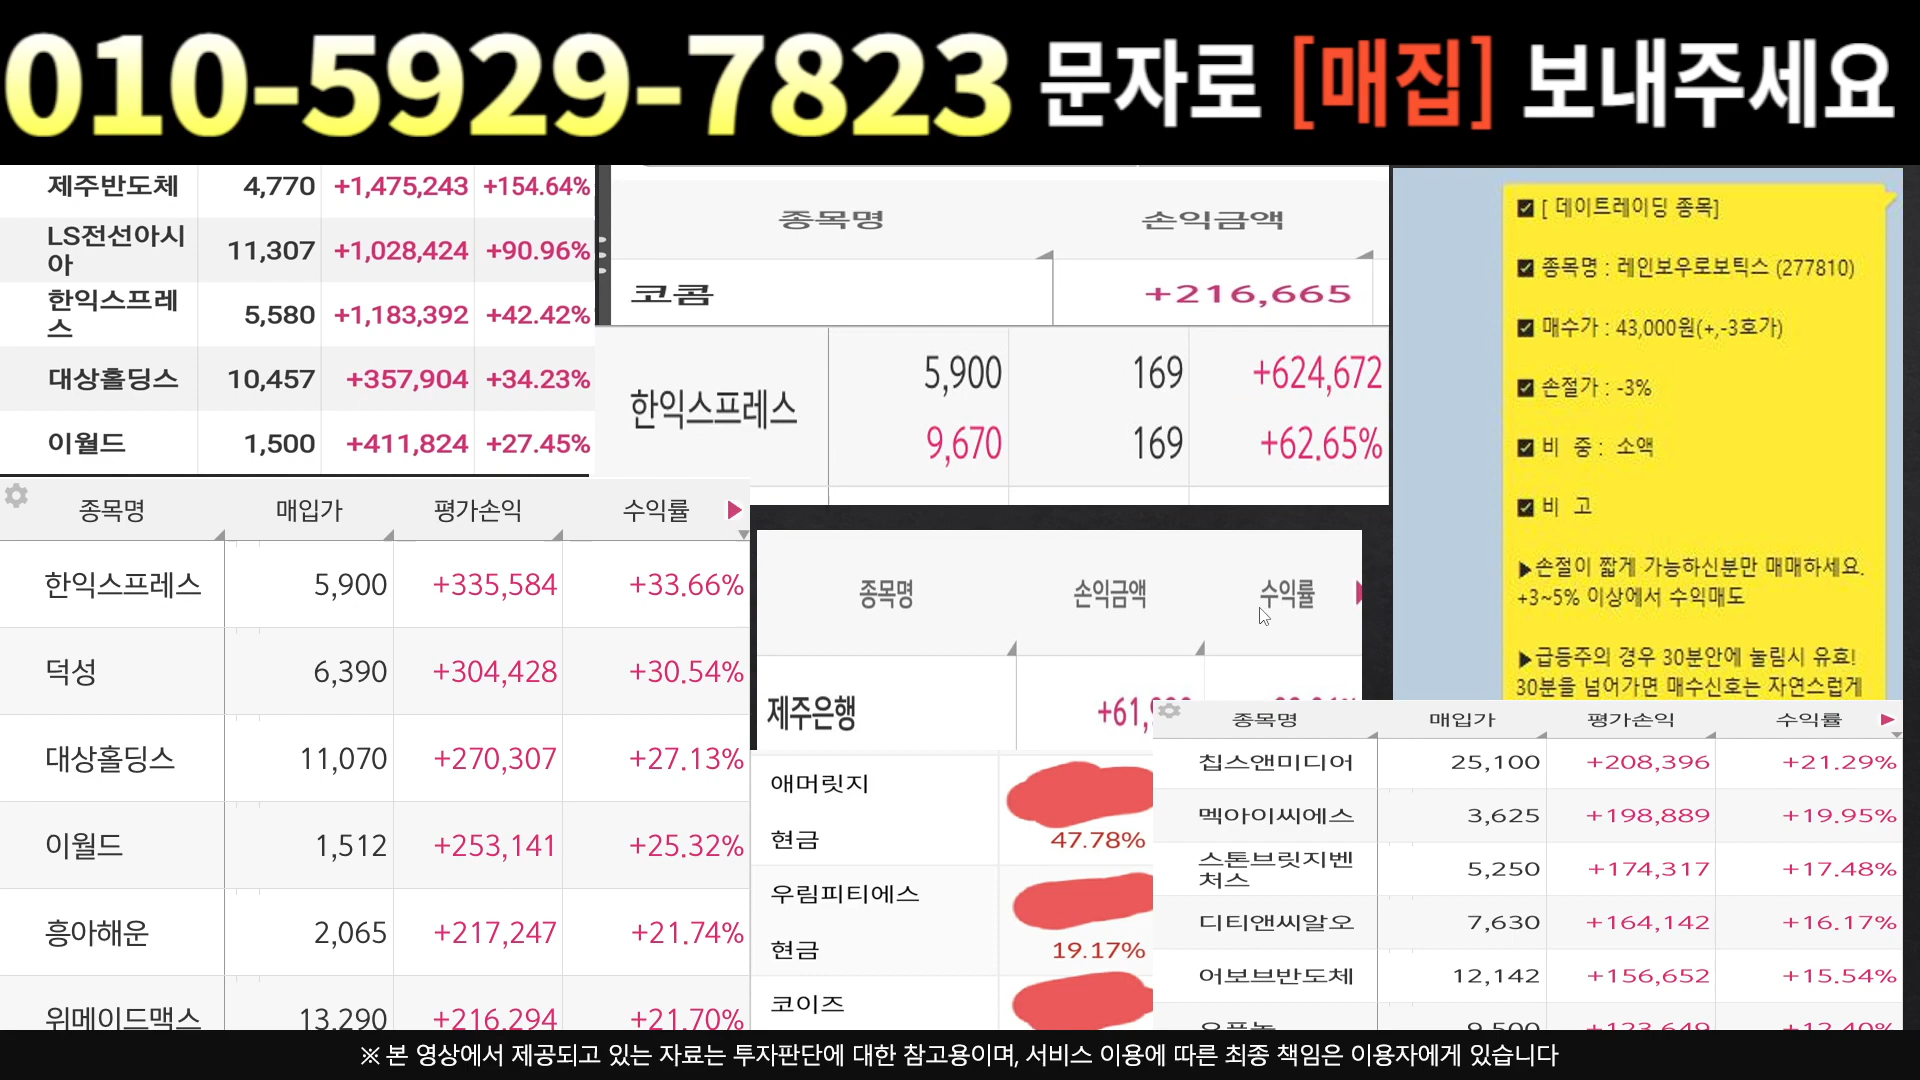 010-5929-7823 문자로 [매집] 보내주세요
제주반도체 4,770 +1,475,243 +154.64%
LS전선아시아 11,307 +1,028,424 +90.96%
한익스프레스 5,580 +1,183,392 +42.42%
대상홀딩스 10,457 +357,904 +34.23%
이월드 1,500 +411,824 +27.45%
종목명 손익금액
코콤 +216,665
한익스프레스 5,900 169 +624,672
9,670 169 +62.65%
☑ [ 데이트레이딩 종목]
☑ 종목명 : 레인보우로보틱스 (277810)
☑ 매수가 : 43,000원(+,-3호가)
☑ 손절가 : -3%
☑ 비 중 : 소액
☑ 비 고
▶손절이 짧게 가능하신분만 매매하세요.
+3~5% 이상에서 수익매도
▶급등주의 경우 30분안에 눌림시 유효!
30분을 넘어가면 매수신호는 자연스럽게
종목명 매입가 평가손익 수익률
한익스프레스 5,900 +335,584 +33.66%
덕성 6,390 +304,428 +30.54%
대상홀딩스 11,070 +270,307 +27.13%
이월드 1,512 +253,141 +25.32%
흥아해운 2,065 +217,247 +21.74%
위메이드맥스 13,290 +216,294 +21.70%
종목명 손익금액 수익률
제주은행
애머릿지
현금 47.78%
우림피티에스
현금 19.17%
코이즈
종목명 매입가 평가손익 수익률
칩스앤미디어 25,100 +208,396 +21.29%
멕아이씨에스 3,625 +198,889 +19.95%
스톤브릿지벤처스 5,250 +174,317 +17.48%
디티앤씨알오 7,630 +164,142 +16.17%
어보브반도체 12,142 +156,652 +15.54%
※ 본 영상에서 제공되고 있는 자료는 투자판단에 대한 참고용이며, 서비스 이용에 따른 최종 책임은 이용자에게 있습니다